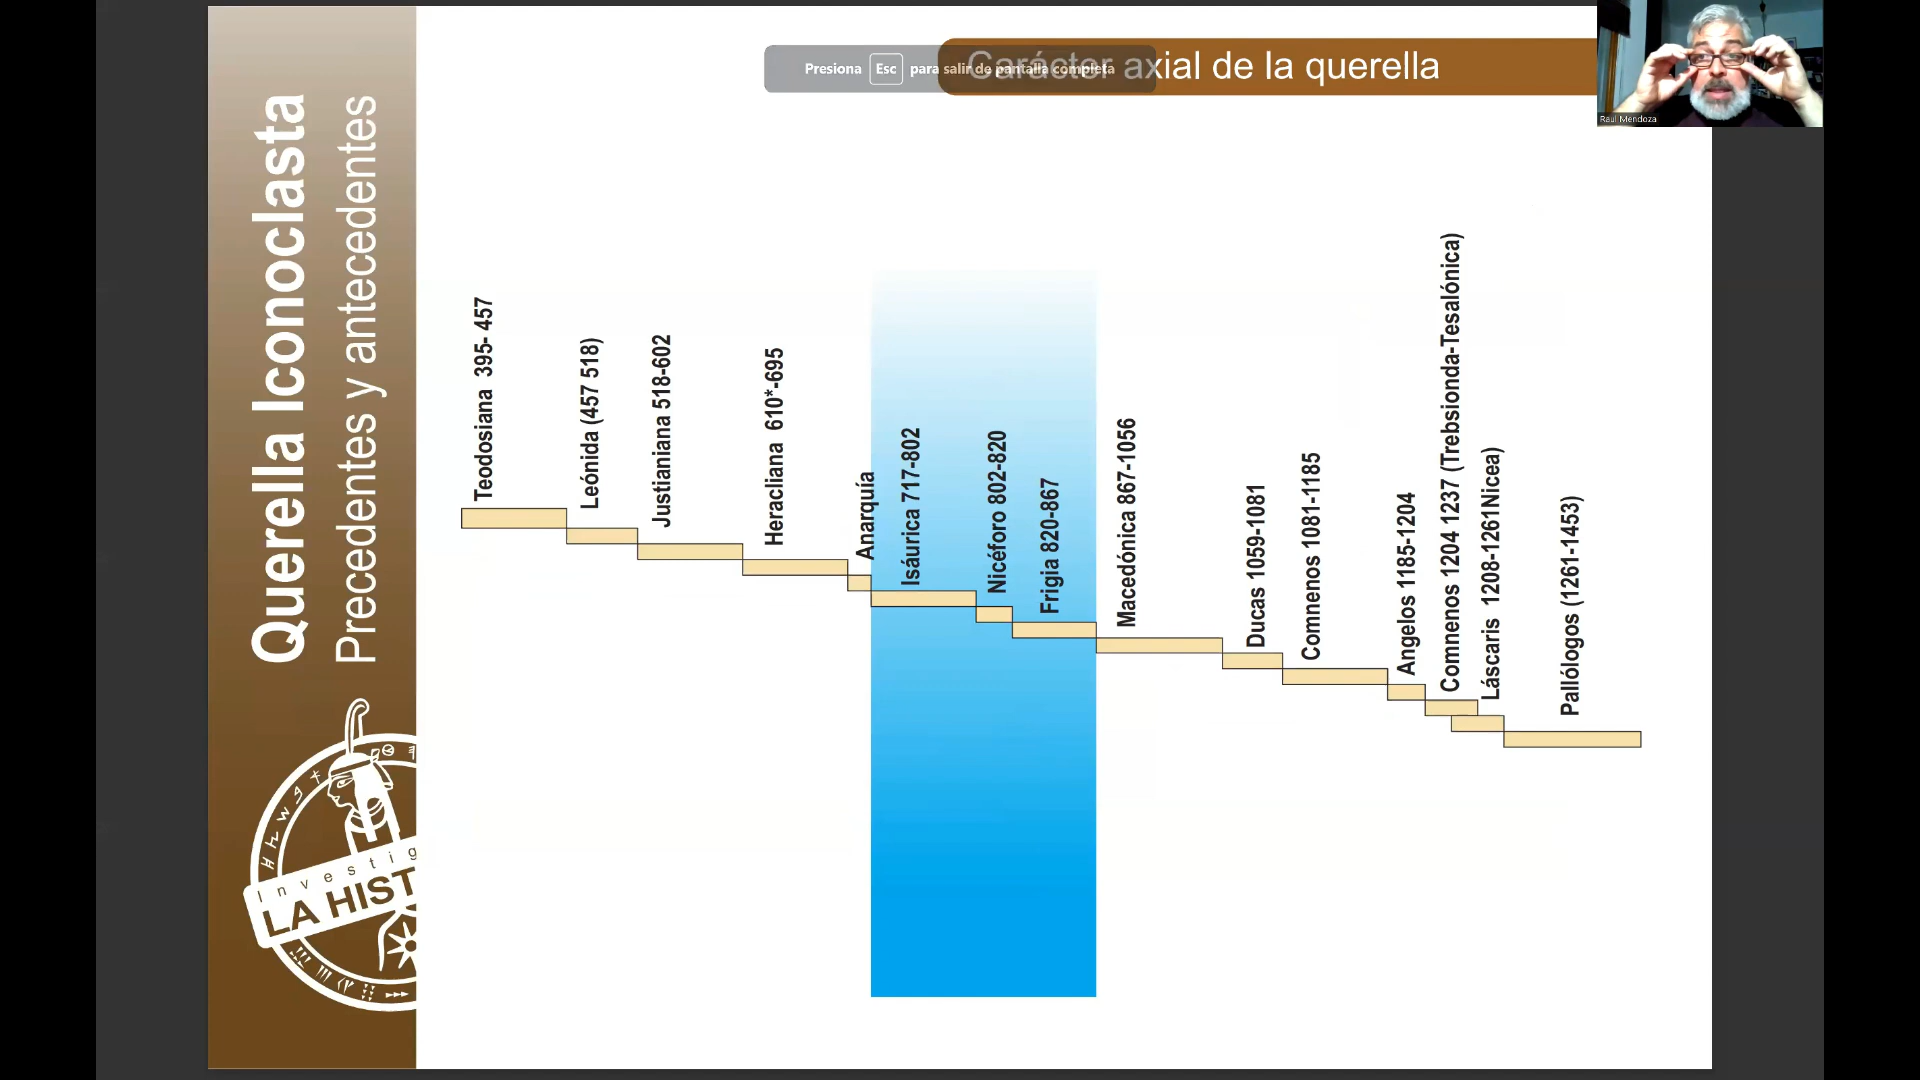 Querella Iconoclasta
Precedentes y antecedentes
Carácter axial de la querella
Presiona Esc para salir de pantalla completa
Raul Mendoza
Teodosiana 395- 457
Leónida (457 518)
Justianiana 518-602
Heracliana 610*-695
Anarquía
Isáurica 717-802
Nicéforo 802-820
Frigia 820-867
Macedónica 867-1056
Ducas 1059-1081
Comnenos 1081-1185
Angelos 1185-1204
Comnenos 1204 1237 (Trebsionda-Tesalónica)
Láscaris 1208-1261Nicea)
Pallólogos (1261-1453)
Investig
LA HIST